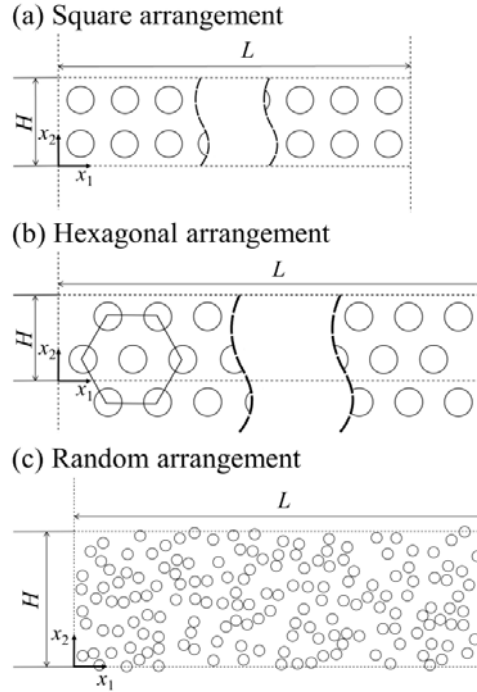 (a) Square arrangement
L
H
x2
x1
(b) Hexagonal arrangement
L
H
x2
x1
(c) Random arrangement
L
H
x2
x1